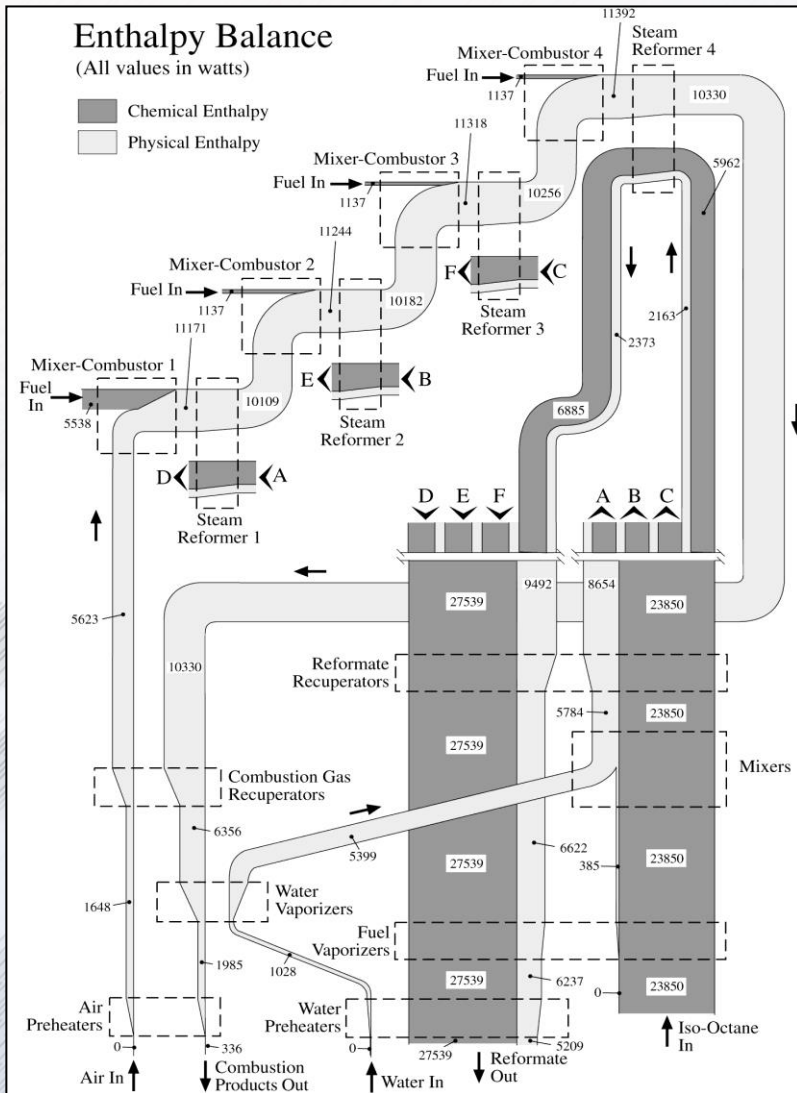 Enthalpy Balance
(All values in watts)
Chemical Enthalpy
Physical Enthalpy
11392
Steam
Reformer 4
Mixer-Combustor 4
Fuel In
1137
10330
11318
Mixer-Combustor 3
Fuel In
1137
10256
5962
11244
F
C
Mixer-Combustor 2
Fuel In
1137
10182
Steam
Reformer 3
2163
2373
11171
Mixer-Combustor 1
E
B
Fuel
In
5538
10109
Steam
Reformer 2
6885
D
A
Steam
Reformer 1
D
E
F
A
B
C
5623
27539
9492
8654
23850
10330
Reformate
Recuperators
5784
23850
27539
Mixers
Combustion Gas
Recuperators
6356
5399
6622
27539
385
23850
Water
Vaporizers
1648
Fuel
Vaporizers
1985
1028
27539
6237
0
23850
Air
Preheaters
Water
Preheaters
0
336
0
27539
5209
Iso-Octane
In
Air In
Combustion
Products Out
Water In
Reformate
Out